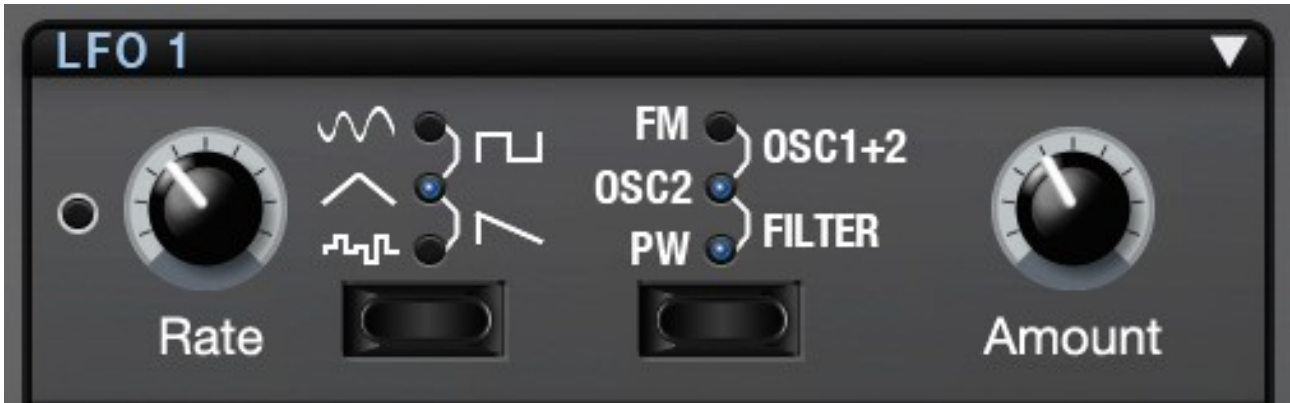 LFO 1
FM
OSC1+2
OSC2
FILTER
PW
Rate
Amount